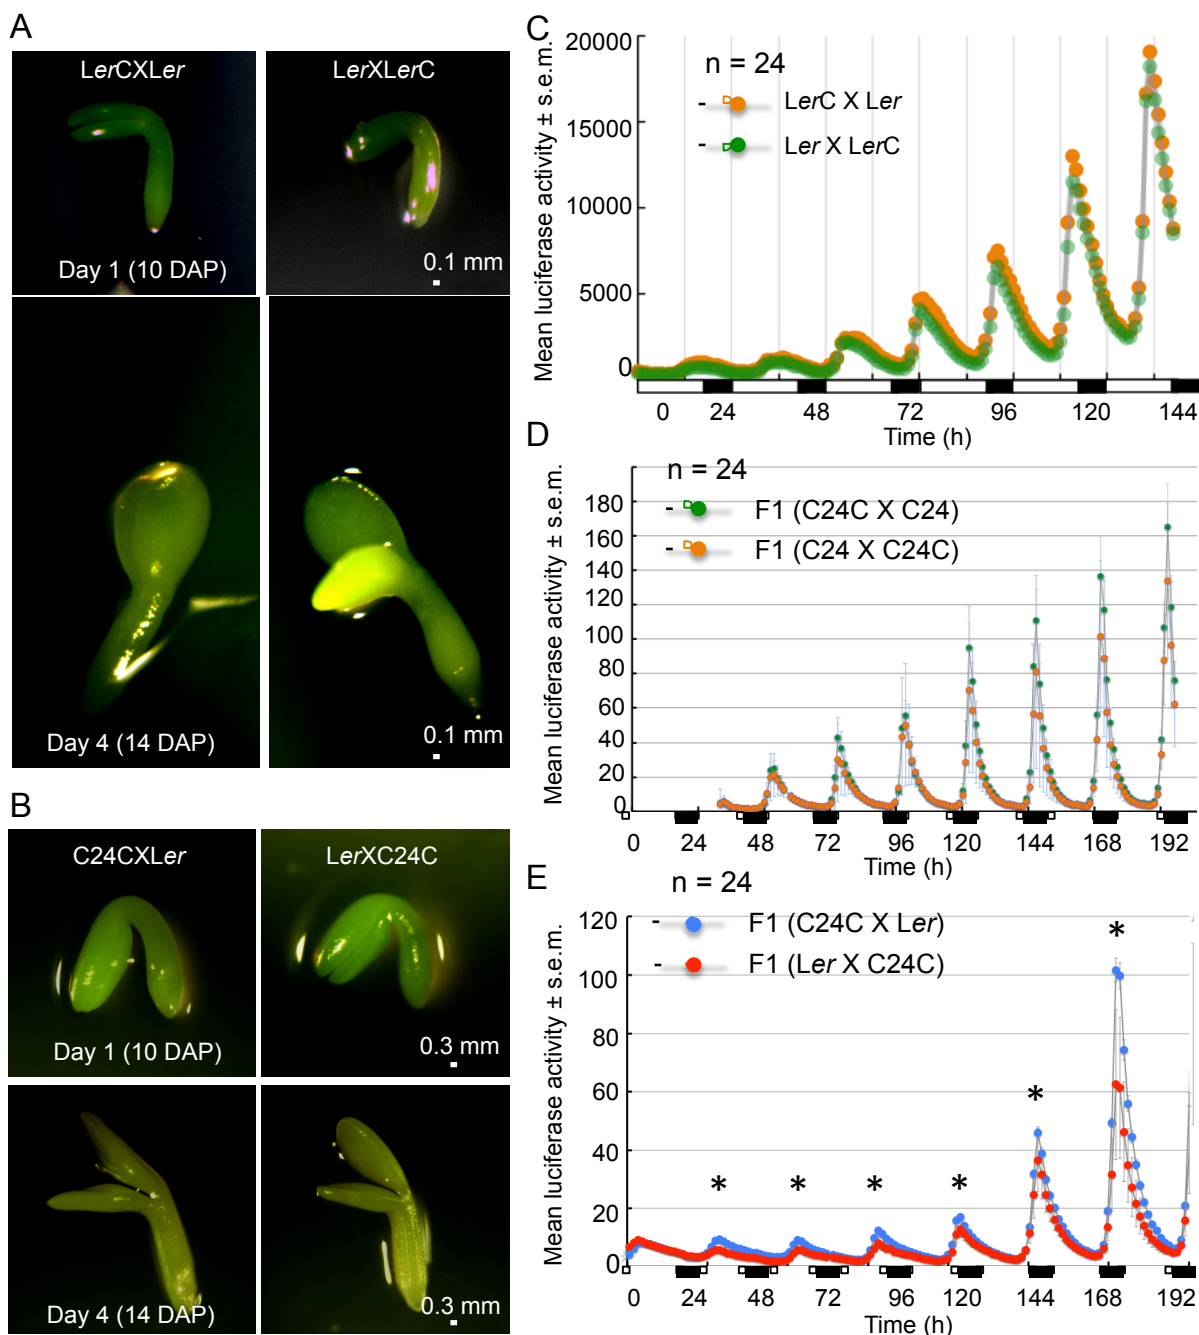 A
LerCXLer
LerXLerC
Day 1 (10 DAP)
0.1 mm
Day 4 (14 DAP)
0.1 mm
B
C24CXLer
LerXC24C
Day 1 (10 DAP)
0.3 mm
Day 4 (14 DAP)
0.3 mm
C
Mean luciferase activity ± s.e.m.
20000
15000
10000
5000
0
n = 24
LerC X Ler
Ler X LerC
0 24 48 72 96 120 144
Time (h)
D
Mean luciferase activity ± s.e.m.
180
160
140
120
100
80
60
40
20
0
n = 24
F1 (C24C X C24)
F1 (C24 X C24C)
0 24 48 72 96 120 144 168 192
Time (h)
E
Mean luciferase activity ± s.e.m.
120
100
80
60
40
20
0
n = 24
F1 (C24C X Ler)
F1 (Ler X C24C)
* * * * * *
0 24 48 72 96 120 144 168 192
Time (h)